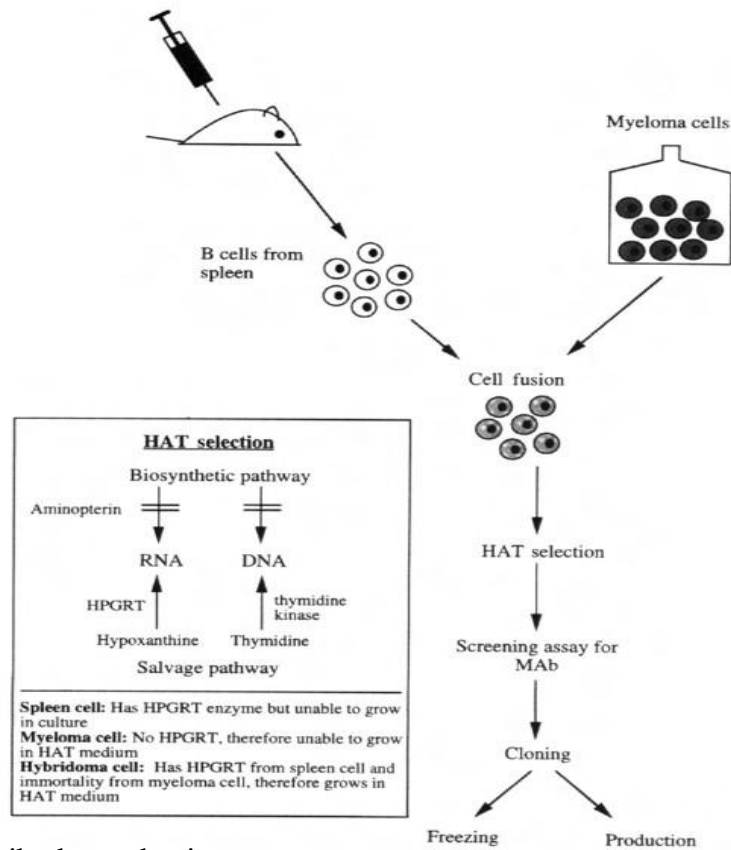 Myeloma cells
B cells from
spleen
Cell fusion
HAT selection
Screening assay for
MAb
Cloning
Freezing
Production
HAT selection
Biosynthetic pathway
Aminopterin
RNA
DNA
HPGRT
thymidine
kinase
Hypoxanthine
Thymidine
Salvage pathway
Spleen cell: Has HPGRT enzyme but unable to grow
in culture
Myeloma cell: No HPGRT, therefore unable to grow
in HAT medium
Hybridoma cell: Has HPGRT from spleen cell and
immortality from myeloma cell, therefore grows in
HAT medium